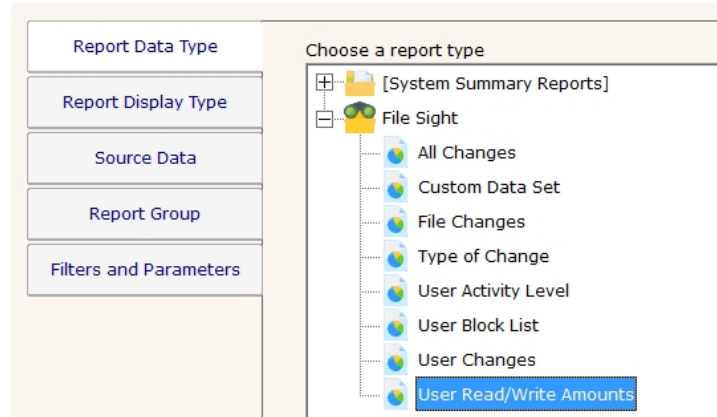 Report Data Type
Report Display Type
Source Data
Report Group
Filters and Parameters
Choose a report type
[System Summary Reports]
File Sight
All Changes
Custom Data Set
File Changes
Type of Change
User Activity Level
User Block List
User Changes
User Read/Write Amounts